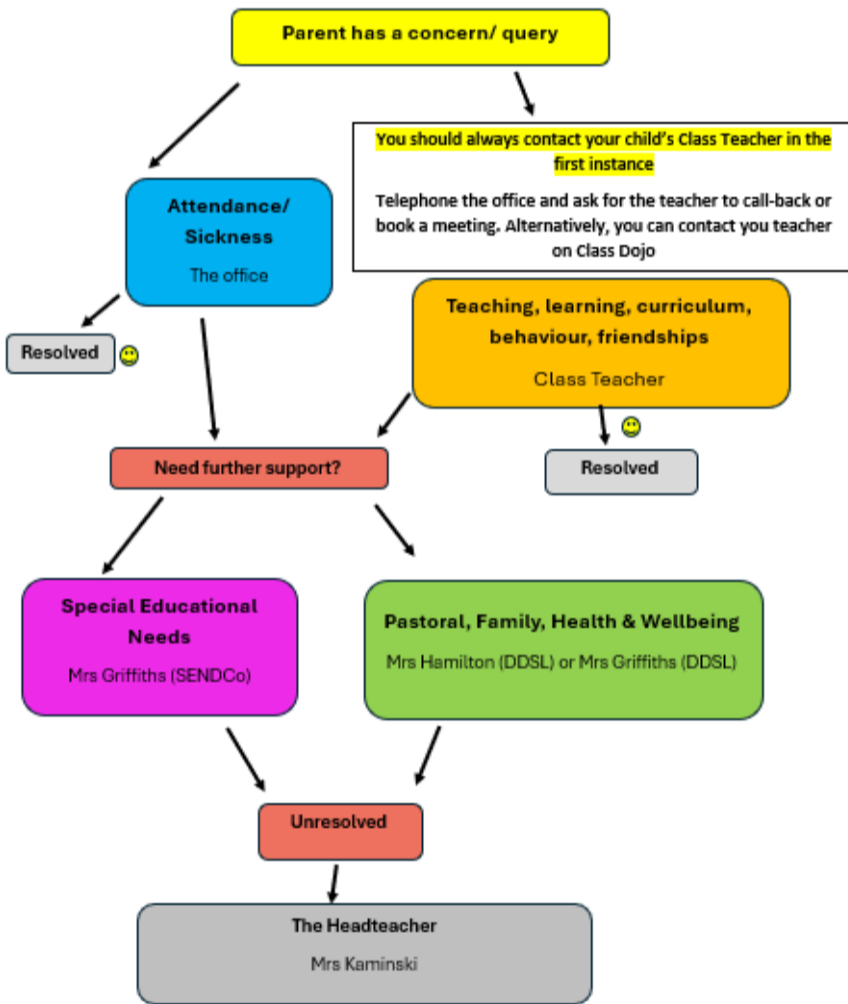 Parent has a concern/ query
You should always contact your child's Class Teacher in the
first instance
Telephone the office and ask for the teacher to call-back or
book a meeting. Alternatively, you can contact you teacher
on Class Dojo
Attendance/
Sickness
The office
Teaching, learning, curriculum,
behaviour, friendships
Class Teacher
Resolved
Need further support?
Resolved
Special Educational
Needs
Mrs Griffiths (SENDCo)
Pastoral, Family, Health & Wellbeing
Mrs Hamilton (DDSL) or Mrs Griffiths (DDSL)
Unresolved
The Headteacher
Mrs Kaminski